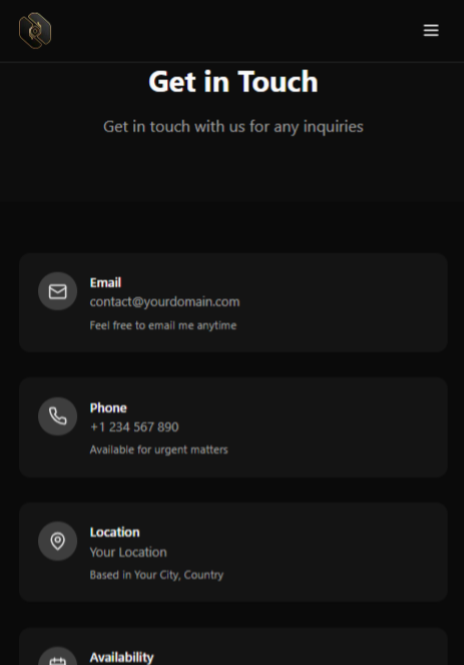 Get in Touch
Get in touch with us for any inquiries
Email
contact@yourdomain.com
Feel free to email me anytime
Phone
+1 234 567 890
Available for urgent matters
Location
Your Location
Based in Your City, Country
Availability